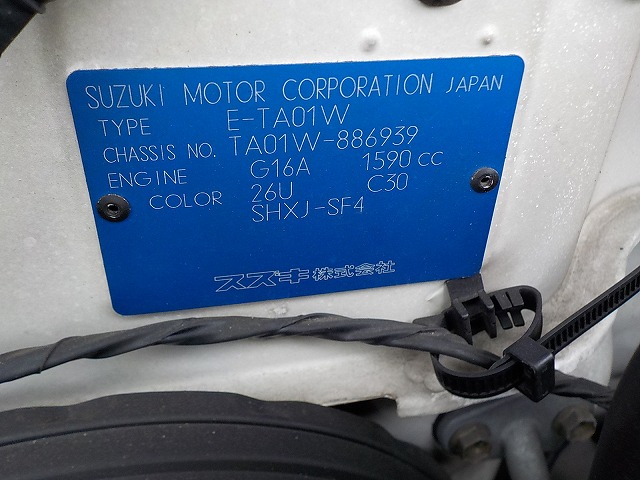 SUZUKI MOTOR CORPORATION JAPAN
TYPE E-TA01W
CHASSIS NO. TA01W-886939
ENGINE G16A 1590 cc
COLOR 26U C30
SHXJ-SF4
スズキ株式会社